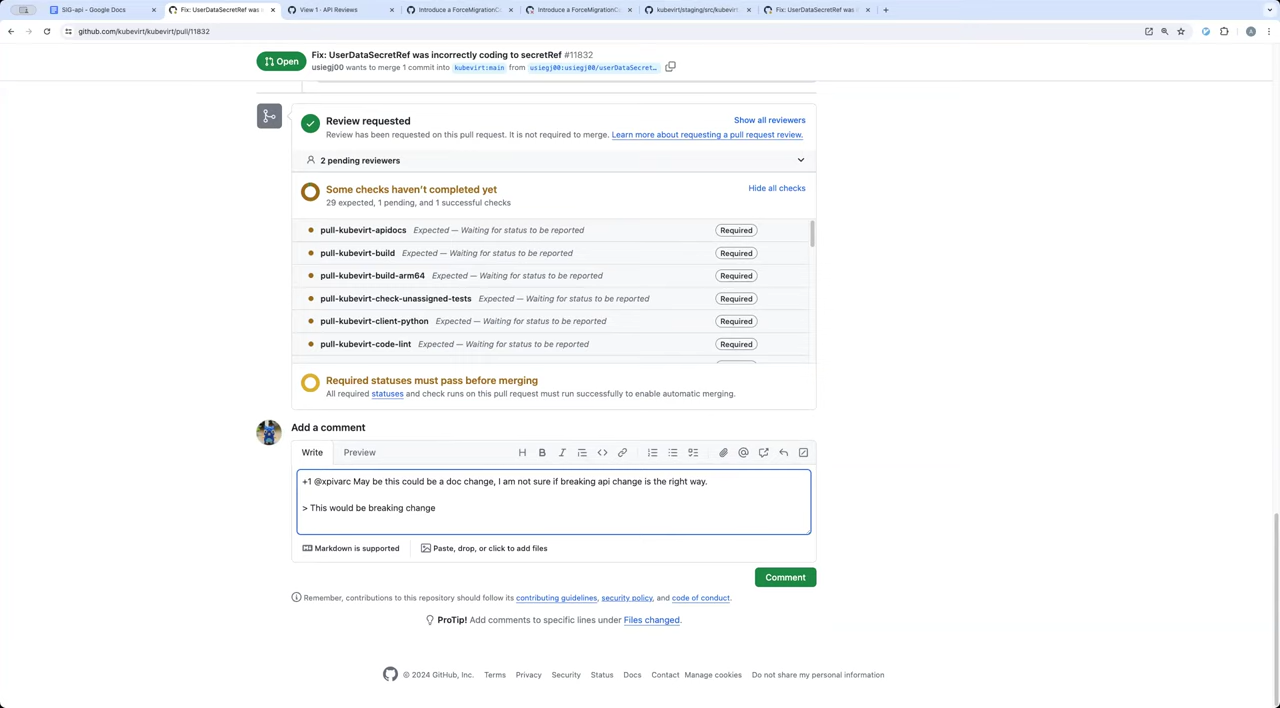 SIG-api - Google Docs
Fix: UserDataSecretRef was i
View 1 · API Reviews
Introduce a ForceMigrationC
Introduce a ForceMigrationC
kubevirt/staging/src/kubevirt
Fix: UserDataSecretRef was i
github.com/kubevirt/kubevirt/pull/11832
Open
Fix: UserDataSecretRef was incorrectly coding to secretRef #11832
usiegj00 wants to merge 1 commit into kubevirt:main from usiegj00:usiegj00/userDataSecret…
Review requested
Show all reviewers
Review has been requested on this pull request. It is not required to merge. Learn more about requesting a pull request review.
2 pending reviewers
Some checks haven't completed yet
Hide all checks
29 expected, 1 pending, and 1 successful checks
pull-kubevirt-apidocs Expected — Waiting for status to be reported Required
pull-kubevirt-build Expected — Waiting for status to be reported Required
pull-kubevirt-build-arm64 Expected — Waiting for status to be reported Required
pull-kubevirt-check-unassigned-tests Expected — Waiting for status to be reported Required
pull-kubevirt-client-python Expected — Waiting for status to be reported Required
pull-kubevirt-code-lint Expected — Waiting for status to be reported Required
Required statuses must pass before merging
All required statuses and check runs on this pull request must run successfully to enable automatic merging.
Add a comment
Write Preview
+1 @xpivarc May be this could be a doc change, I am not sure if breaking api change is the right way.
> This would be breaking change
Markdown is supported Paste, drop, or click to add files
Comment
Remember, contributions to this repository should follow its contributing guidelines, security policy, and code of conduct.
ProTip! Add comments to specific lines under Files changed.
© 2024 GitHub, Inc. Terms Privacy Security Status Docs Contact Manage cookies Do not share my personal information